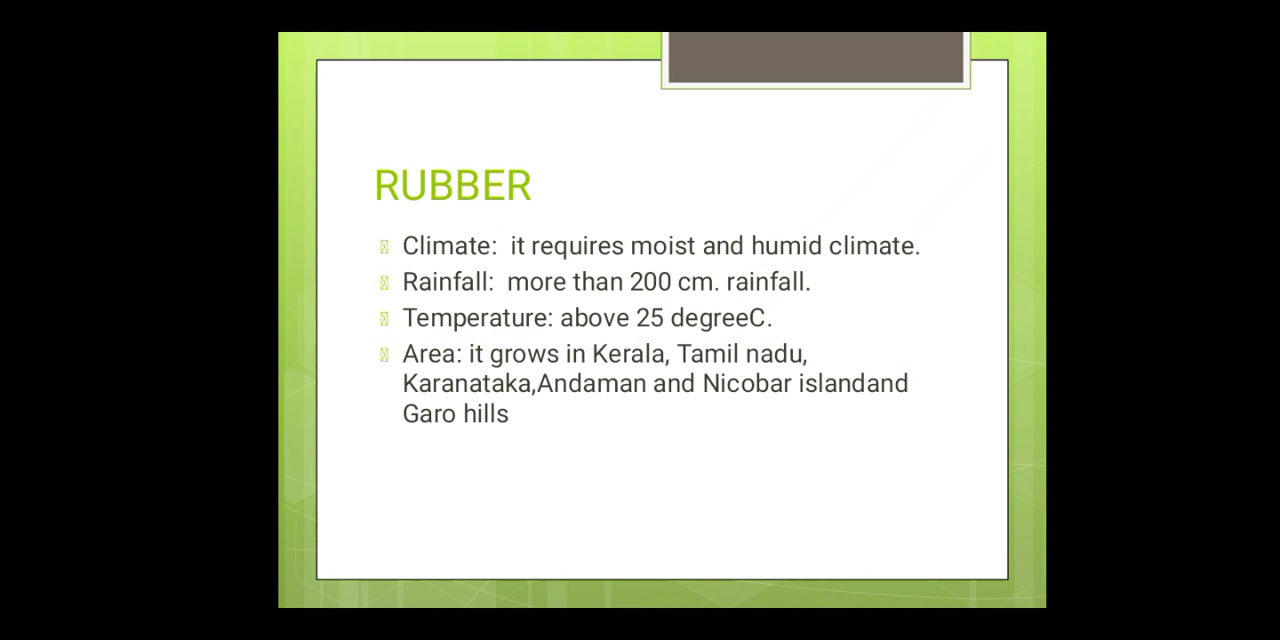 RUBBER
Climate:  it requires moist and humid climate.
Rainfall:  more than 200 cm. rainfall.
Temperature: above 25 degreeC.
Area: it grows in Kerala, Tamil nadu,
Karanataka,Andaman and Nicobar islandand
Garo hills